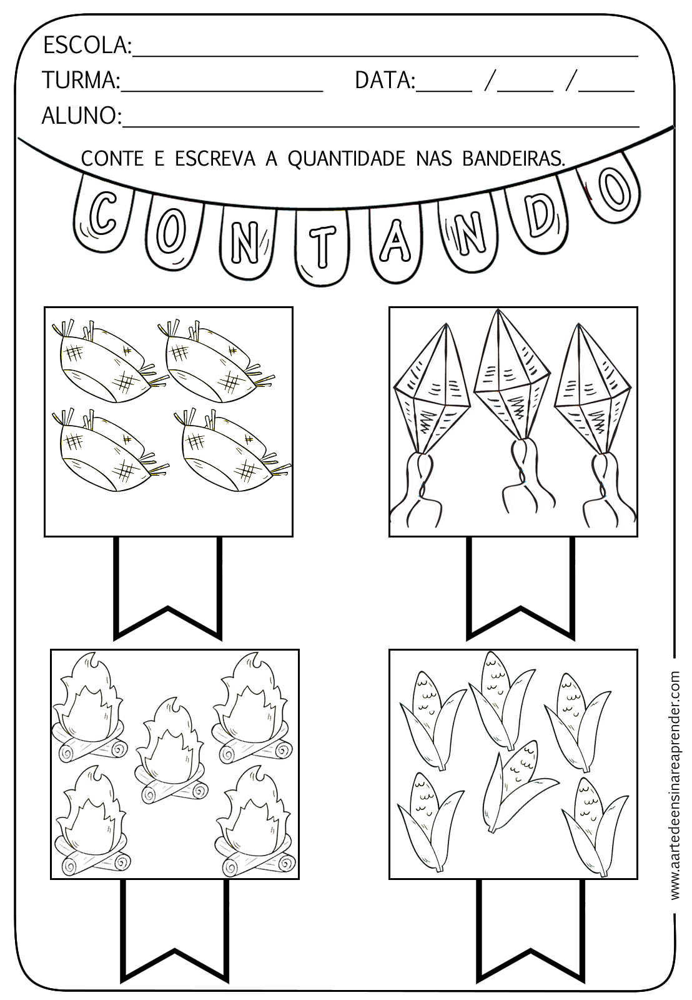 ESCOLA:
TURMA: DATA: / /
ALUNO:
CONTE E ESCREVA A QUANTIDADE NAS BANDEIRAS.
CONTANDO
www.aartedeensinareaprender.com